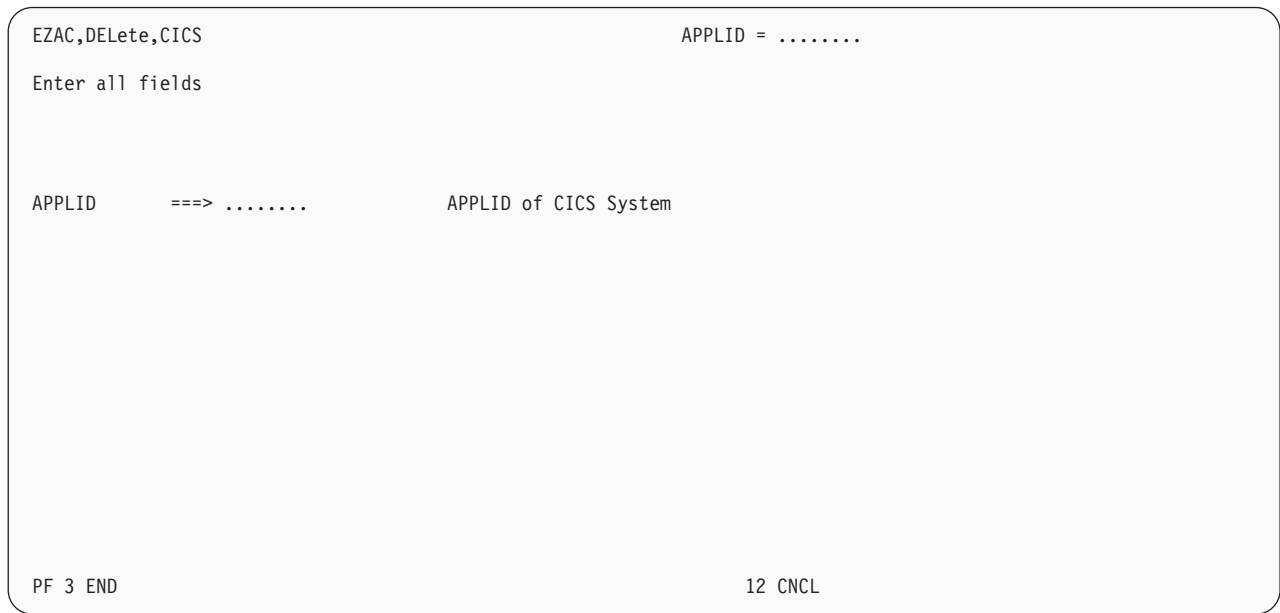 EZAC,DELete,CICS APPLID = ........
Enter all fields
APPLID ===> ........ APPLID of CICS System
PF 3 END 12 CNCL